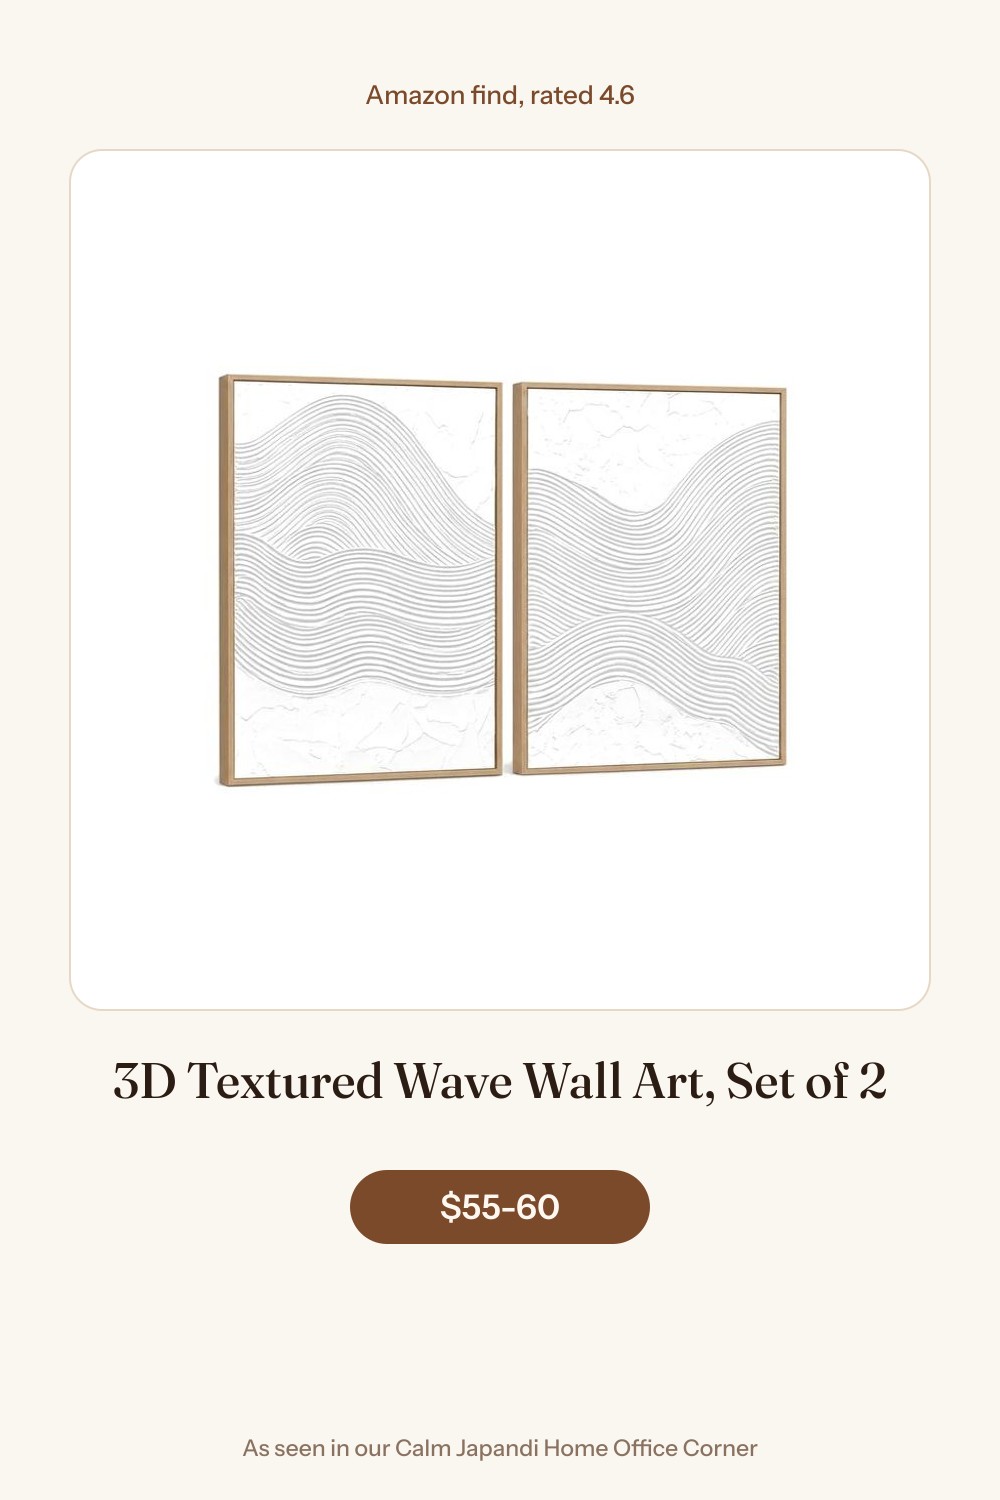 Amazon find, rated 4.6
3D Textured Wave Wall Art, Set of 2
$55-60
As seen in our Calm Japandi Home Office Corner